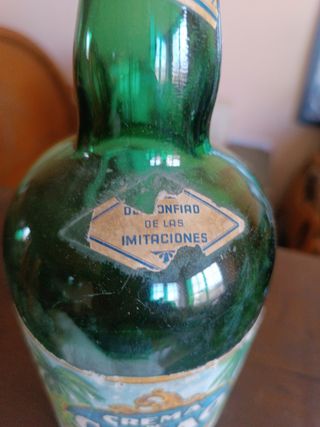 DESCONFIAD
DE LAS
IMITACIONES
CREMA